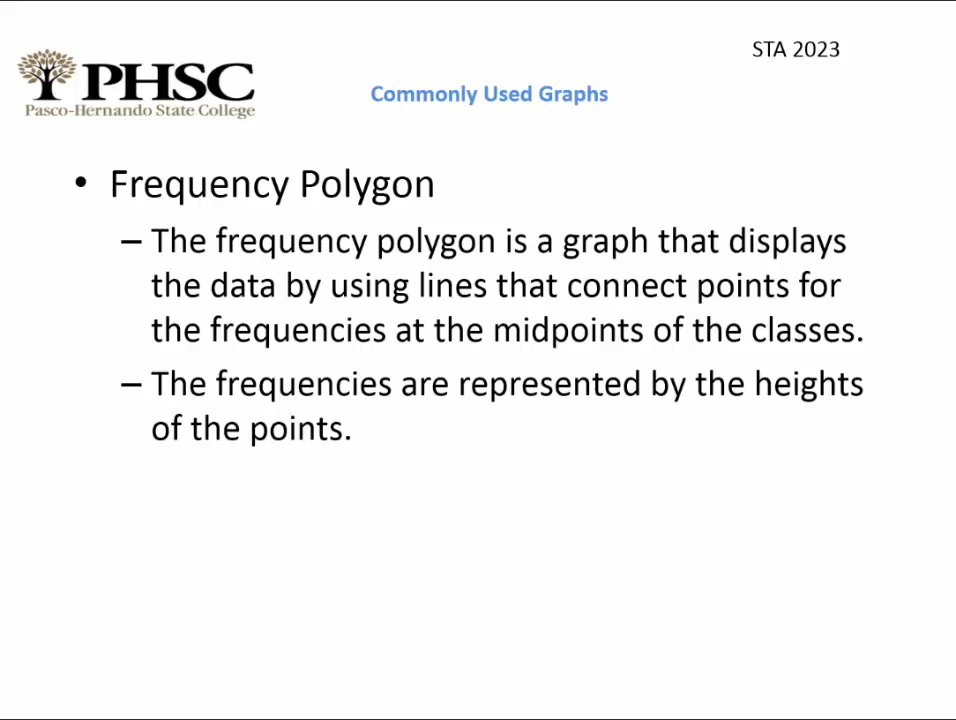 STA 2023
PHSC
Pasco-Hernando State College
Commonly Used Graphs
• Frequency Polygon
– The frequency polygon is a graph that displays
the data by using lines that connect points for
the frequencies at the midpoints of the classes.
– The frequencies are represented by the heights
of the points.